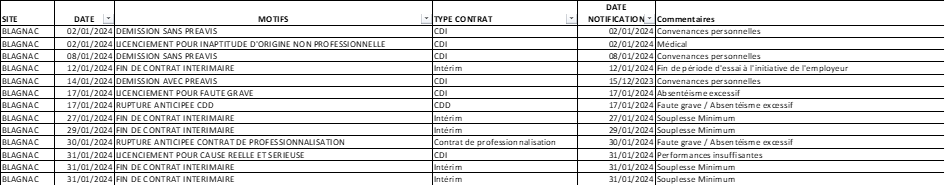 SITE DATE MOTIFS TYPE CONTRAT DATE NOTIFICATION Commentaires
BLAGNAC 02/01/2024 DEMISSION SANS PREAVIS CDI 02/01/2024 Convenances personnelles
BLAGNAC 02/01/2024 LICENCIEMENT POUR INAPTITUDE D'ORIGINE NON PROFESSIONNELLE CDI 02/01/2024 Médical
BLAGNAC 08/01/2024 DEMISSION SANS PREAVIS CDI 08/01/2024 Convenances personnelles
BLAGNAC 12/01/2024 FIN DE CONTRAT INTERIMAIRE Intérim 12/01/2024 Fin de période d'essai à l'initiative de l'employeur
BLAGNAC 14/01/2024 DEMISSION AVEC PREAVIS CDI 15/12/2023 Convenances personnelles
BLAGNAC 17/01/2024 LICENCIEMENT POUR FAUTE GRAVE CDI 17/01/2024 Absentéisme excessif
BLAGNAC 17/01/2024 RUPTURE ANTICIPEE CDD CDD 17/01/2024 Faute grave / Absentéisme excessif
BLAGNAC 27/01/2024 FIN DE CONTRAT INTERIMAIRE Intérim 27/01/2024 Souplesse Minimum
BLAGNAC 29/01/2024 FIN DE CONTRAT INTERIMAIRE Intérim 29/01/2024 Souplesse Minimum
BLAGNAC 30/01/2024 RUPTURE ANTICIPEE CONTRAT DE PROFESSIONNALISATION Contrat de professionnalisation 30/01/2024 Faute grave / Absentéisme excessif
BLAGNAC 31/01/2024 LICENCIEMENT POUR CAUSE REELLE ET SERIEUSE CDI 31/01/2024 Performances insuffisantes
BLAGNAC 31/01/2024 FIN DE CONTRAT INTERIMAIRE Intérim 31/01/2024 Souplesse Minimum
BLAGNAC 31/01/2024 FIN DE CONTRAT INTERIMAIRE Intérim 31/01/2024 Souplesse Minimum